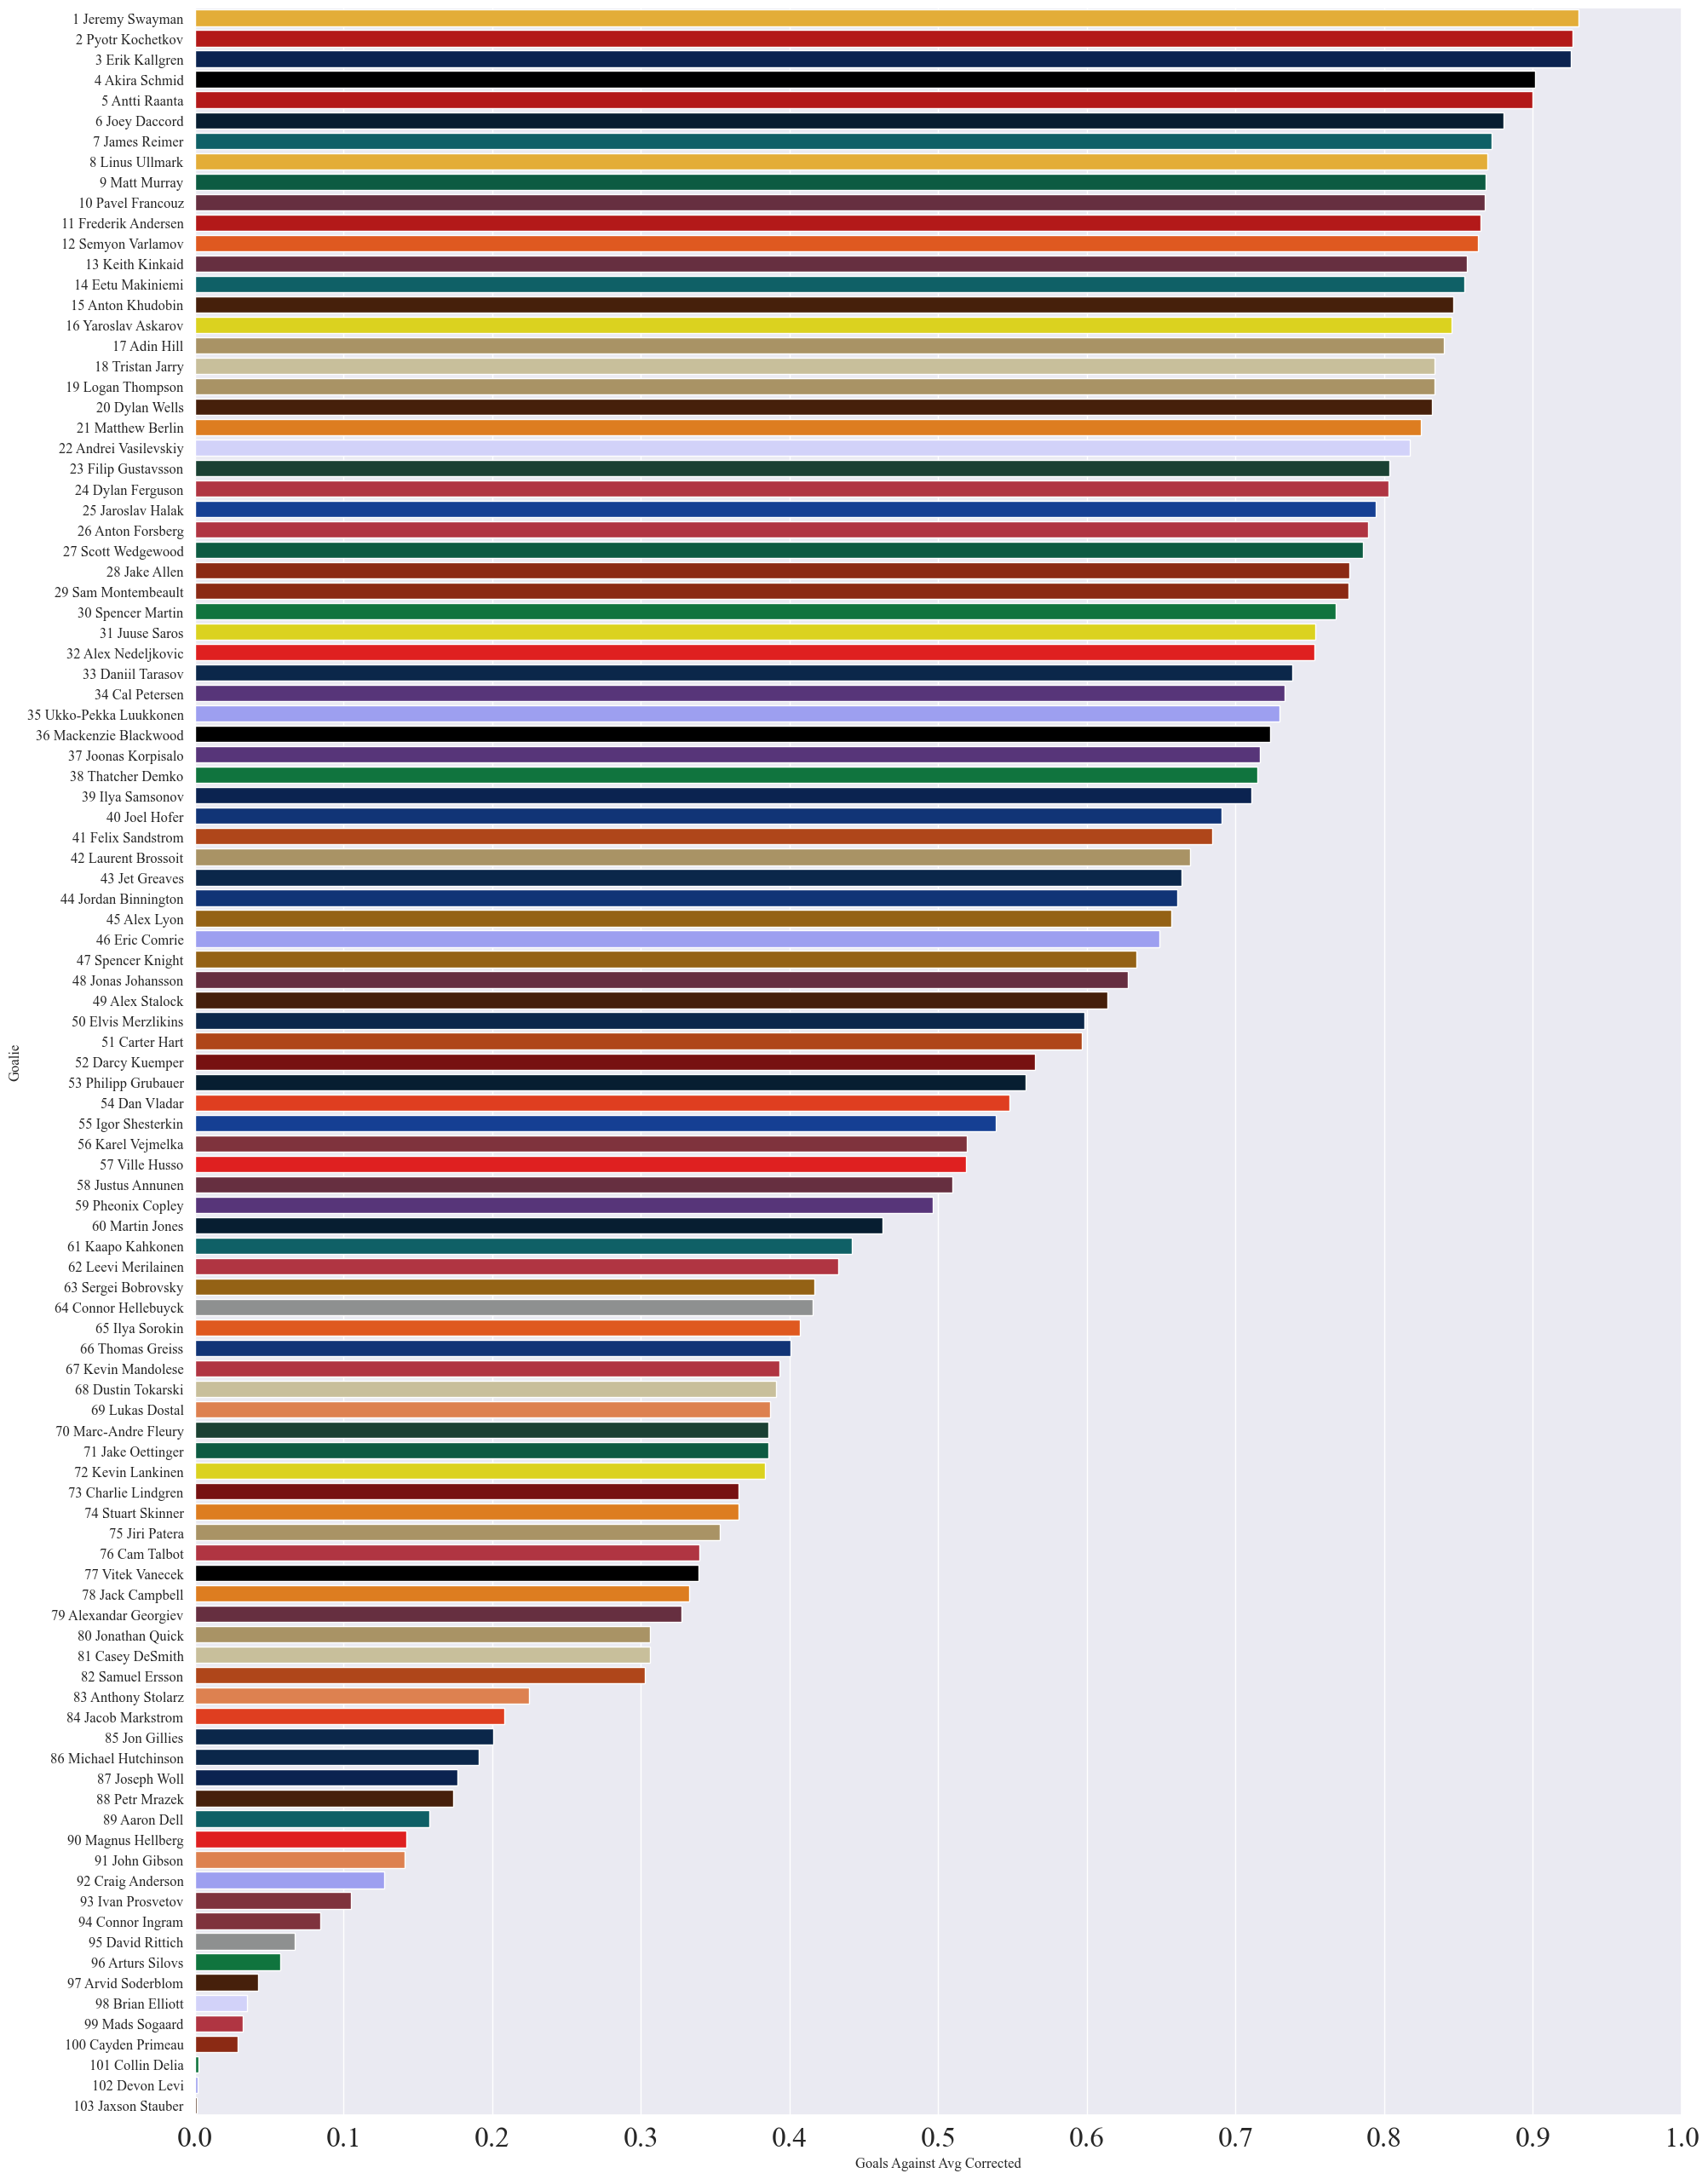 1 Jeremy Swayman
2 Pyotr Kochetkov
3 Erik Kallgren
4 Akira Schmid
5 Antti Raanta
6 Joey Daccord
7 James Reimer
8 Linus Ullmark
9 Matt Murray
10 Pavel Francouz
11 Frederik Andersen
12 Semyon Varlamov
13 Keith Kinkaid
14 Eetu Makiniemi
15 Anton Khudobin
16 Yaroslav Askarov
17 Adin Hill
18 Tristan Jarry
19 Logan Thompson
20 Dylan Wells
21 Matthew Berlin
22 Andrei Vasilevskiy
23 Filip Gustavsson
24 Dylan Ferguson
25 Jaroslav Halak
26 Anton Forsberg
27 Scott Wedgewood
28 Jake Allen
29 Sam Montembeault
30 Spencer Martin
31 Juuse Saros
32 Alex Nedeljkovic
33 Daniil Tarasov
34 Cal Petersen
35 Ukko-Pekka Luukkonen
36 Mackenzie Blackwood
37 Joonas Korpisalo
38 Thatcher Demko
39 Ilya Samsonov
40 Joel Hofer
41 Felix Sandstrom
42 Laurent Brossoit
43 Jet Greaves
44 Jordan Binnington
45 Alex Lyon
46 Eric Comrie
47 Spencer Knight
48 Jonas Johansson
49 Alex Stalock
50 Elvis Merzlikins
51 Carter Hart
52 Darcy Kuemper
53 Philipp Grubauer
54 Dan Vladar
55 Igor Shesterkin
56 Karel Vejmelka
57 Ville Husso
58 Justus Annunen
59 Pheonix Copley
60 Martin Jones
61 Kaapo Kahkonen
62 Leevi Merilainen
63 Sergei Bobrovsky
64 Connor Hellebuyck
65 Ilya Sorokin
66 Thomas Greiss
67 Kevin Mandolese
68 Dustin Tokarski
69 Lukas Dostal
70 Marc-Andre Fleury
71 Jake Oettinger
72 Kevin Lankinen
73 Charlie Lindgren
74 Stuart Skinner
75 Jiri Patera
76 Cam Talbot
77 Vitek Vanecek
78 Jack Campbell
79 Alexandar Georgiev
80 Jonathan Quick
81 Casey DeSmith
82 Samuel Ersson
83 Anthony Stolarz
84 Jacob Markstrom
85 Jon Gillies
86 Michael Hutchinson
87 Joseph Woll
88 Petr Mrazek
89 Aaron Dell
90 Magnus Hellberg
91 John Gibson
92 Craig Anderson
93 Ivan Prosvetov
94 Connor Ingram
95 David Rittich
96 Arturs Silovs
97 Arvid Soderblom
98 Brian Elliott
99 Mads Sogaard
100 Cayden Primeau
101 Collin Delia
102 Devon Levi
103 Jaxson Stauber
Goalie
0.0 0.1 0.2 0.3 0.4 0.5 0.6 0.7 0.8 0.9 1.0
Goals Against Avg Corrected